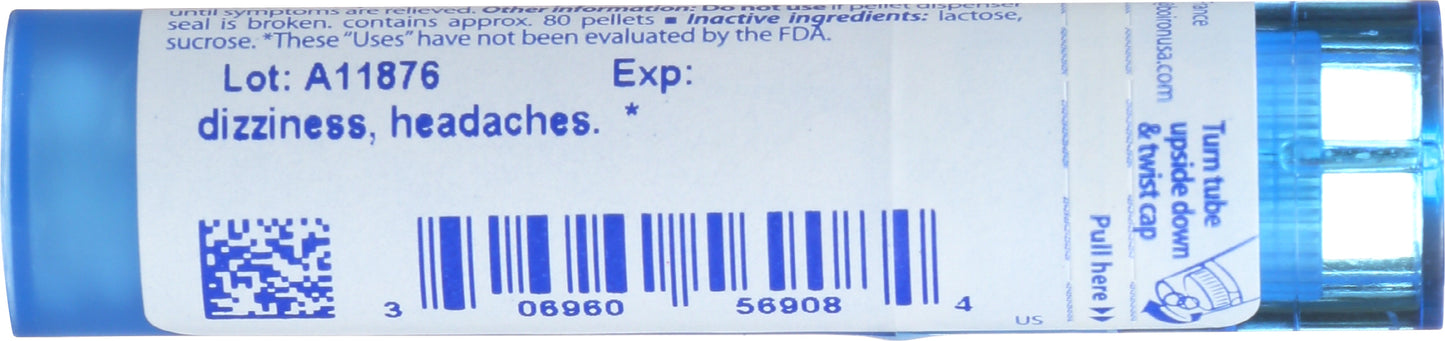 until symptoms are relieved. Other information: Do not use if pellet dispenser
seal is broken. contains approx. 80 pellets ■ Inactive ingredients: lactose,
sucrose. *These “Uses” have not been evaluated by the FDA.
Lot: A11876 Exp:
dizziness, headaches. *
3 06960 56908 4
US
Pull here
Turn tube
upside down
& twist cap